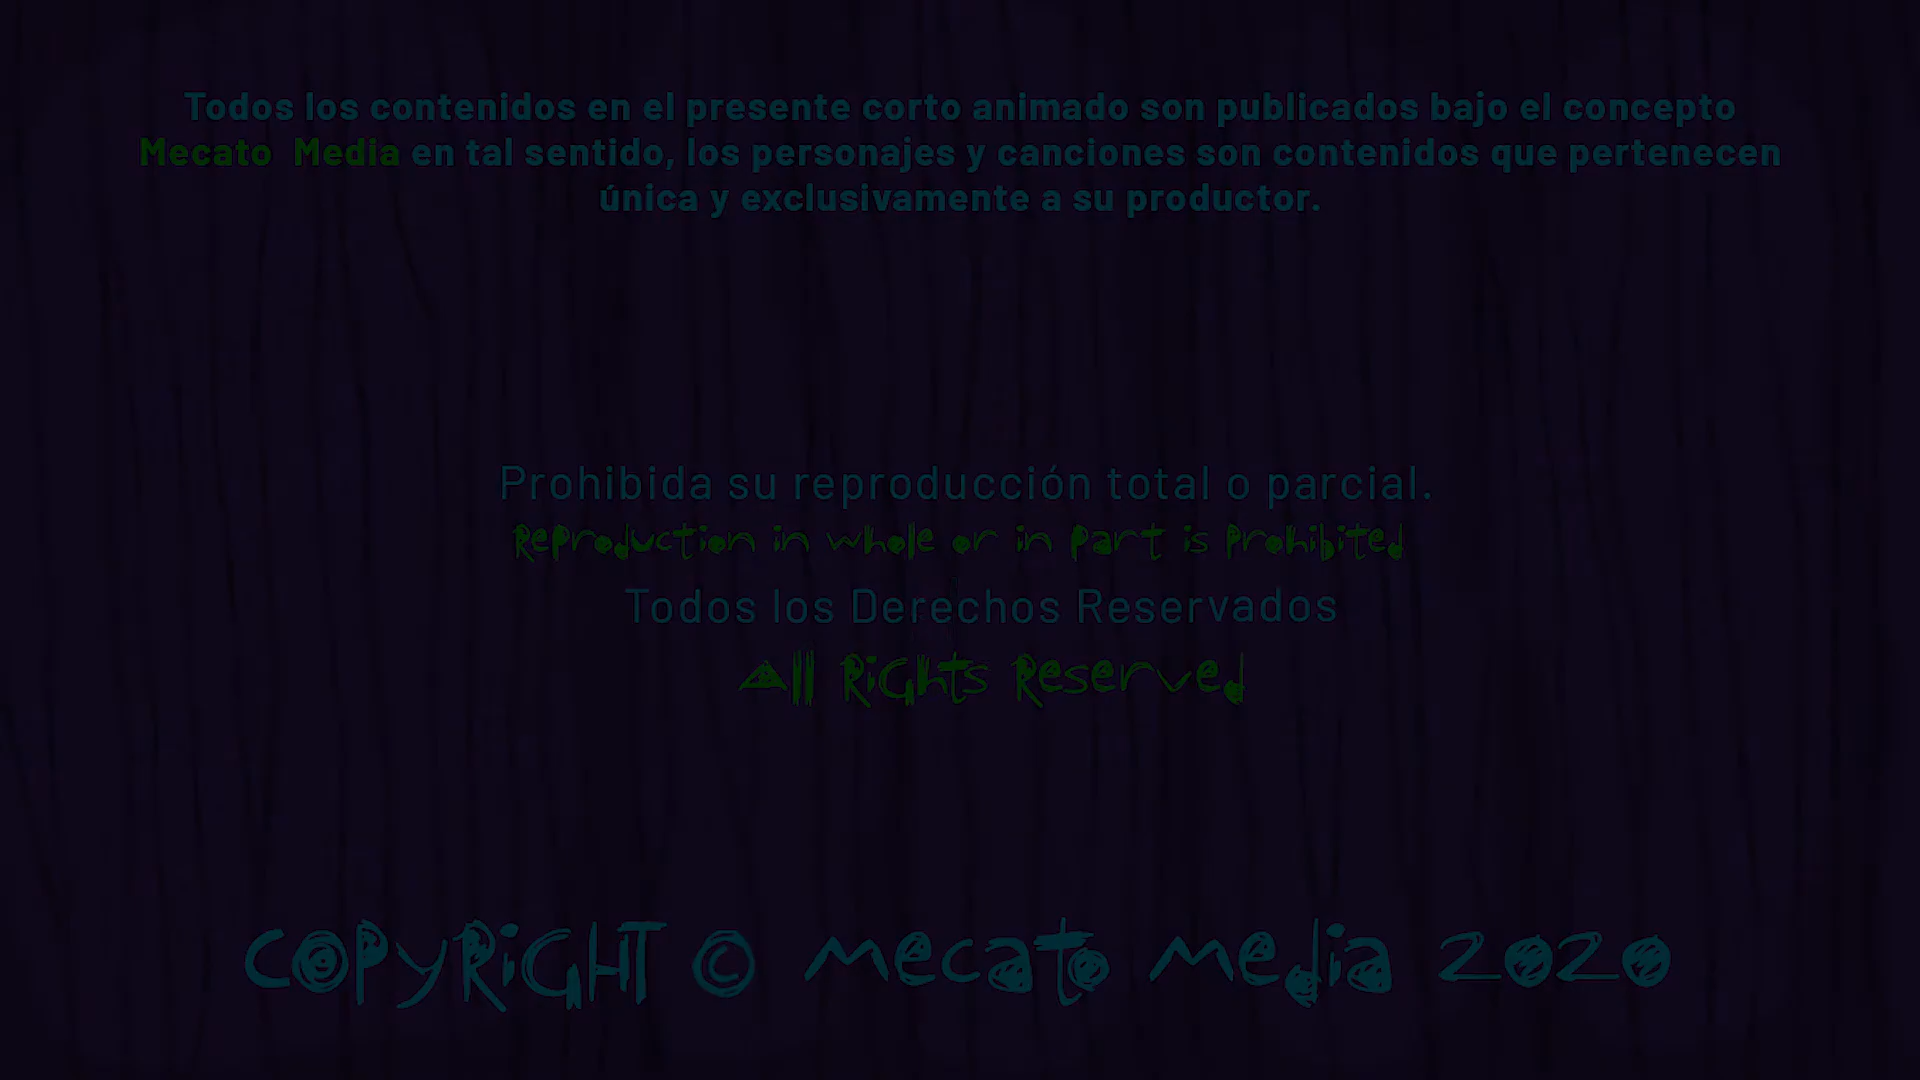 Todos los contenidos en el presente corto animado son publicados bajo el concepto
Mecato Media en tal sentido, los personajes y canciones son contenidos que pertenecen
única y exclusivamente a su productor.
Prohibida su reproducción total o parcial.
Reproduction in whole or in Part is Prohibited
Todos los Derechos Reservados
All Rights Reserved
COPYRIGHT © mecato media 2020